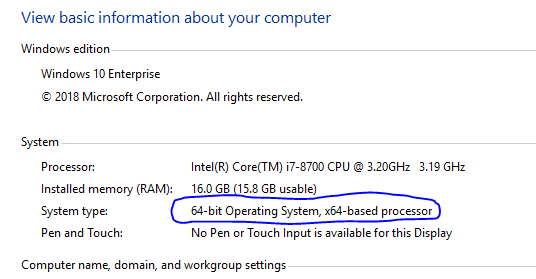 View basic information about your computer
Windows edition
Windows 10 Enterprise
© 2018 Microsoft Corporation. All rights reserved.
System
Processor: Intel(R) Core(TM) i7-8700 CPU @ 3.20GHz 3.19 GHz
Installed memory (RAM): 16.0 GB (15.8 GB usable)
System type: 64-bit Operating System, x64-based processor
Pen and Touch: No Pen or Touch Input is available for this Display
Computer name, domain, and workgroup settings